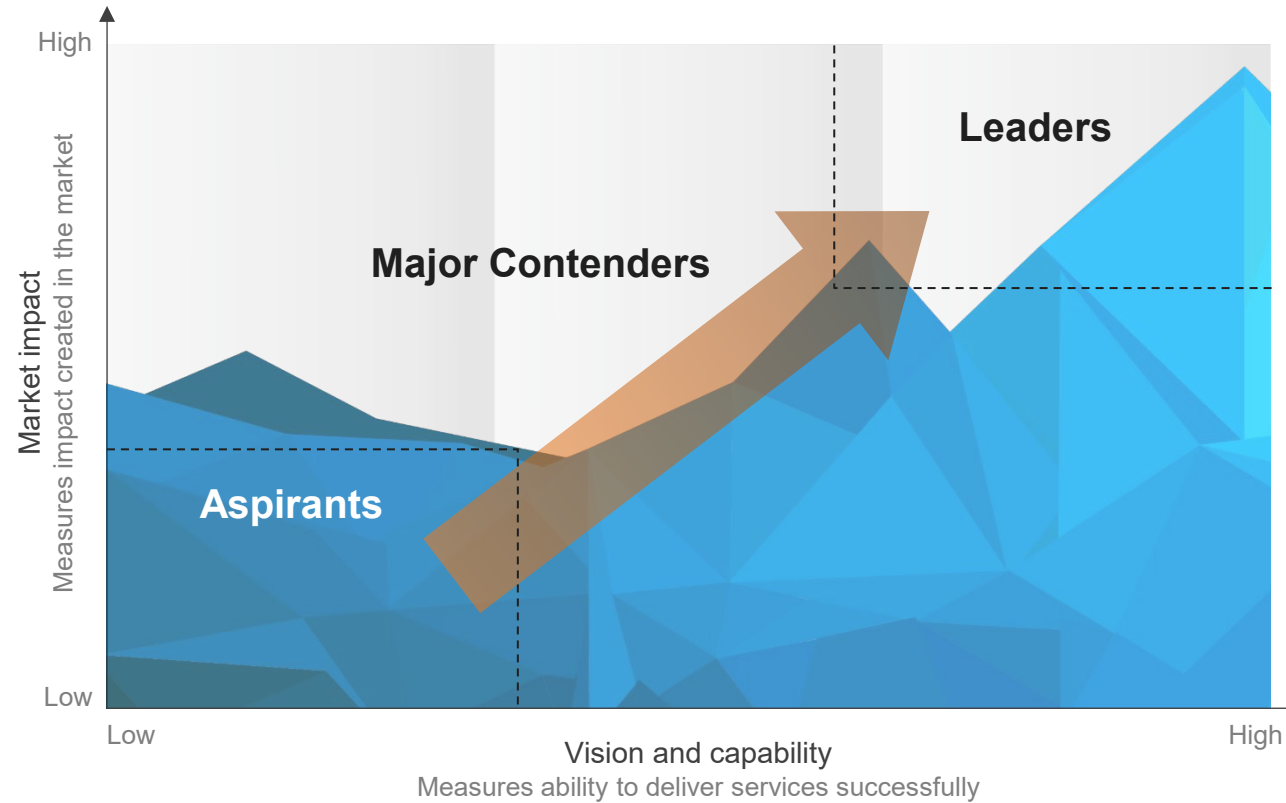 High
Leaders
Major Contenders
Market impact
Measures impact created in the market
Aspirants
Low
Low
High
Vision and capability
Measures ability to deliver services successfully